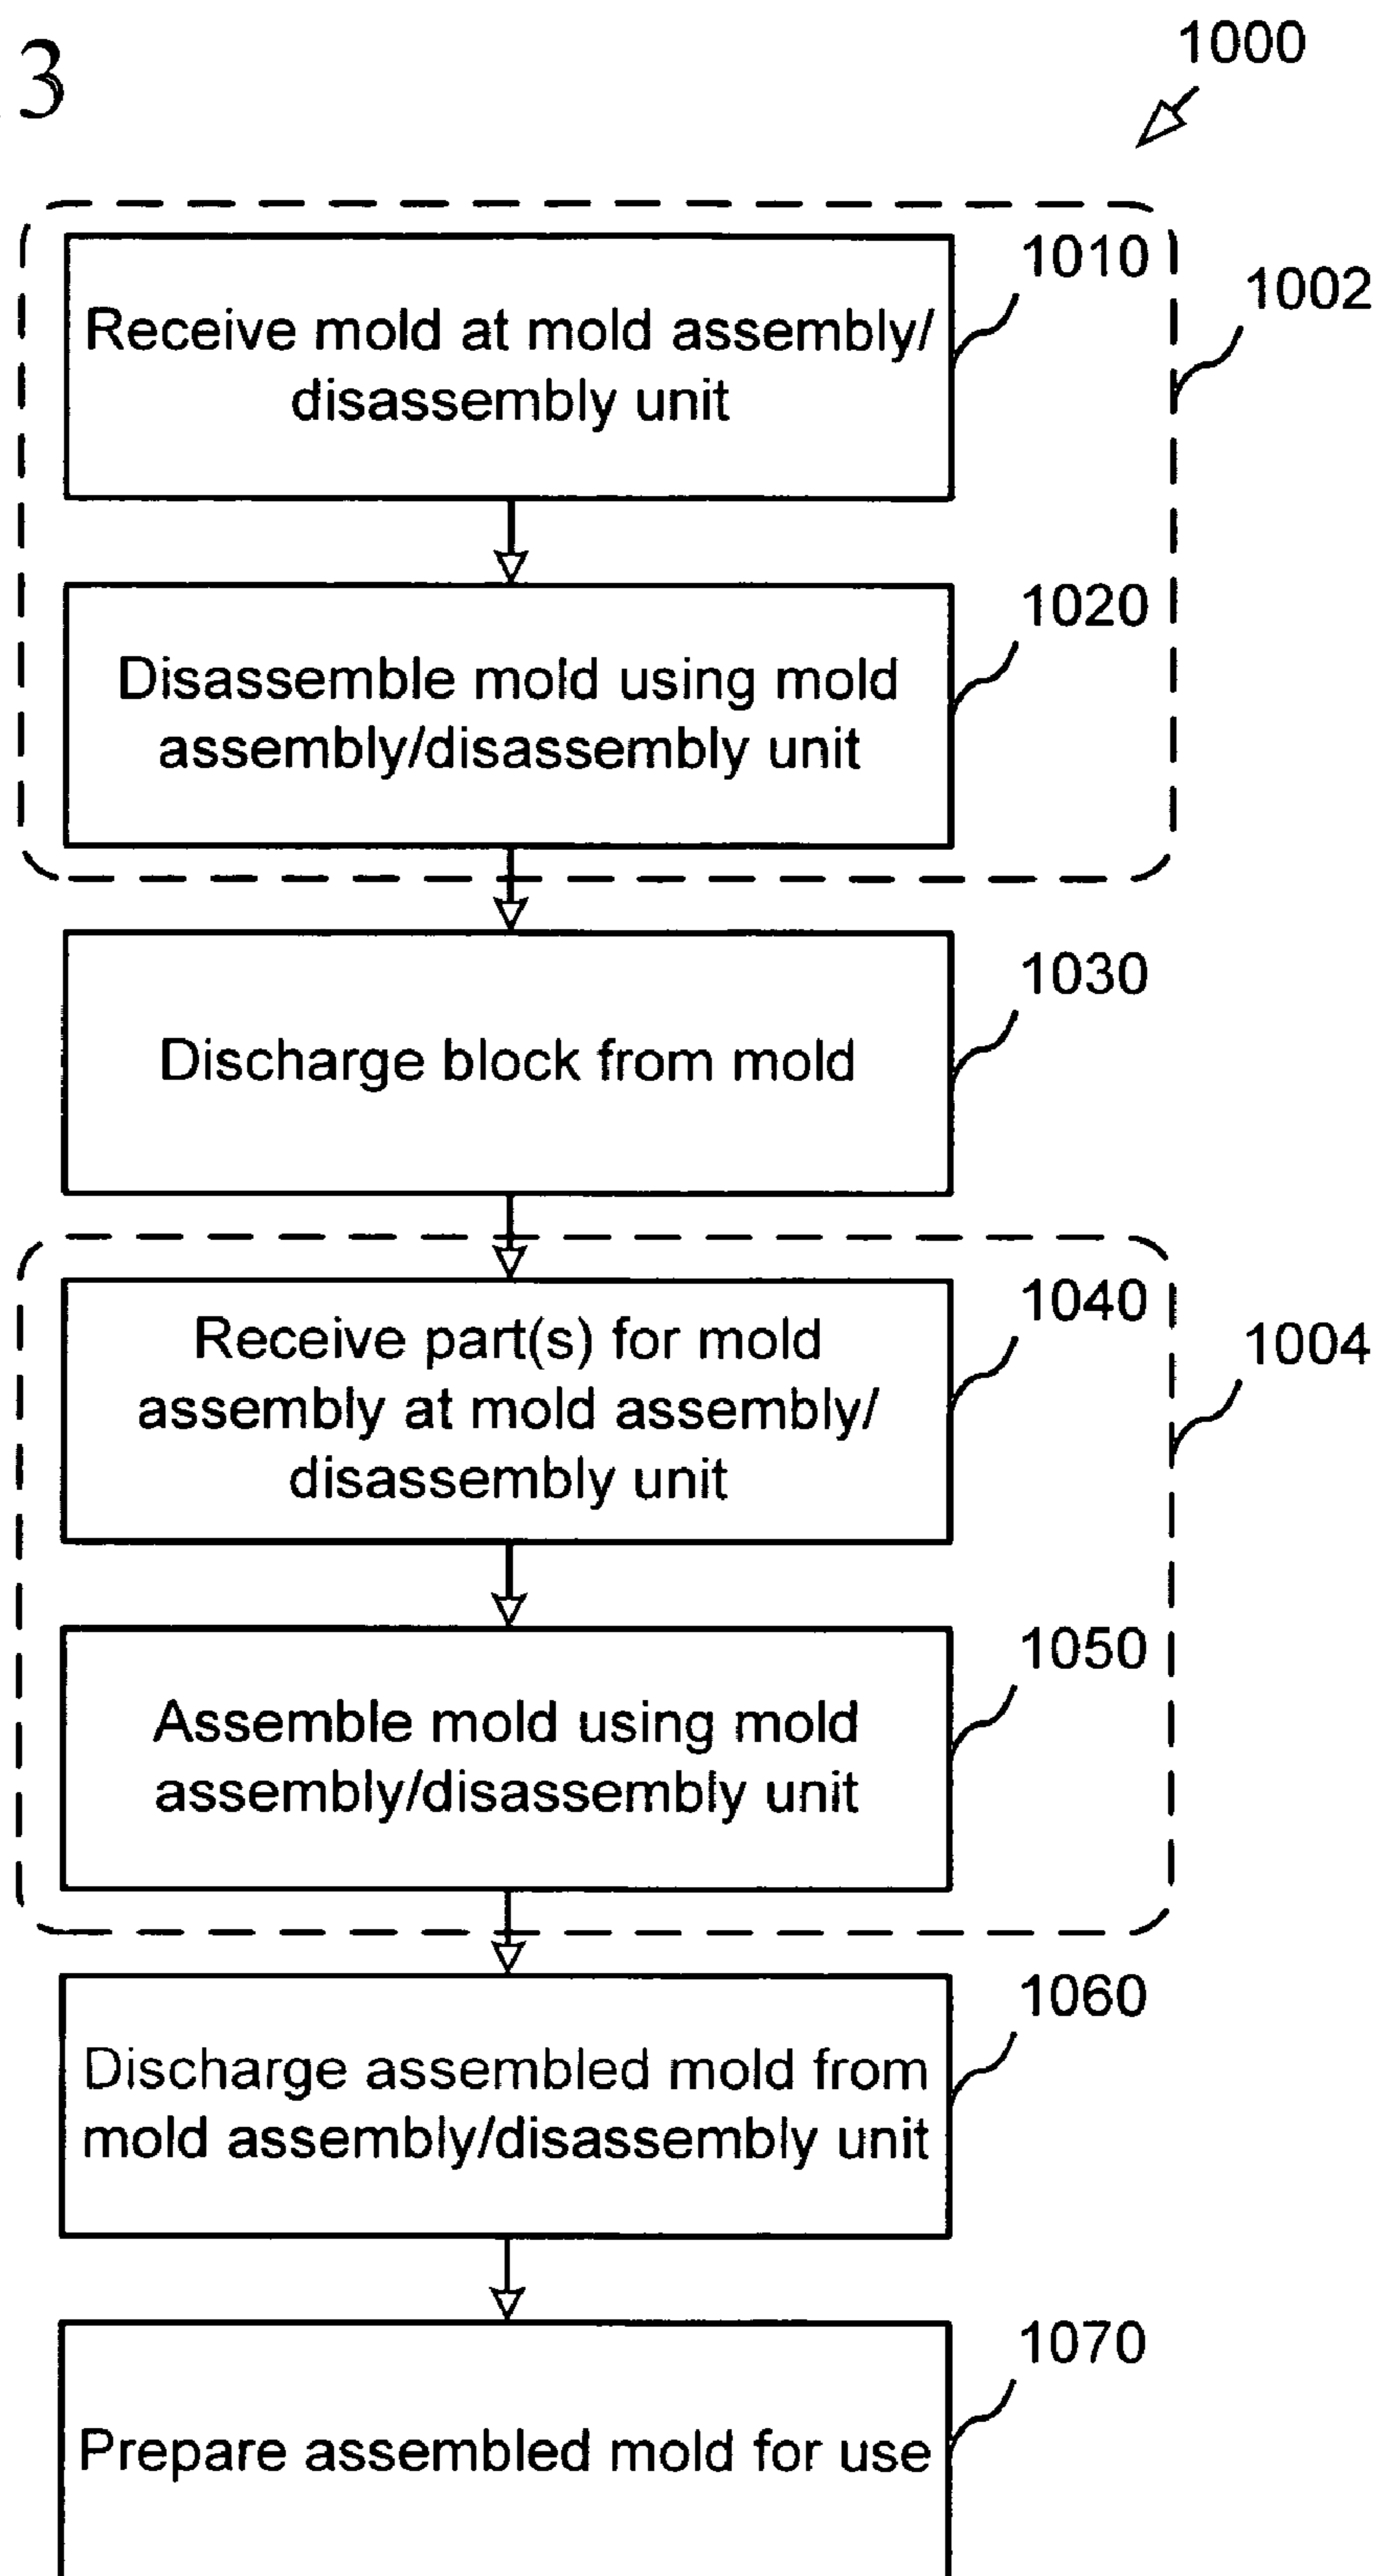 3
1000
1010
1002
Receive mold at mold assembly/
disassembly unit
1020
Disassemble mold using mold
assembly/disassembly unit
1030
Discharge block from mold
1040
1004
Receive part(s) for mold
assembly at mold assembly/
disassembly unit
1050
Assemble mold using mold
assembly/disassembly unit
1060
Discharge assembled mold from
mold assembly/disassembly unit
1070
Prepare assembled mold for use